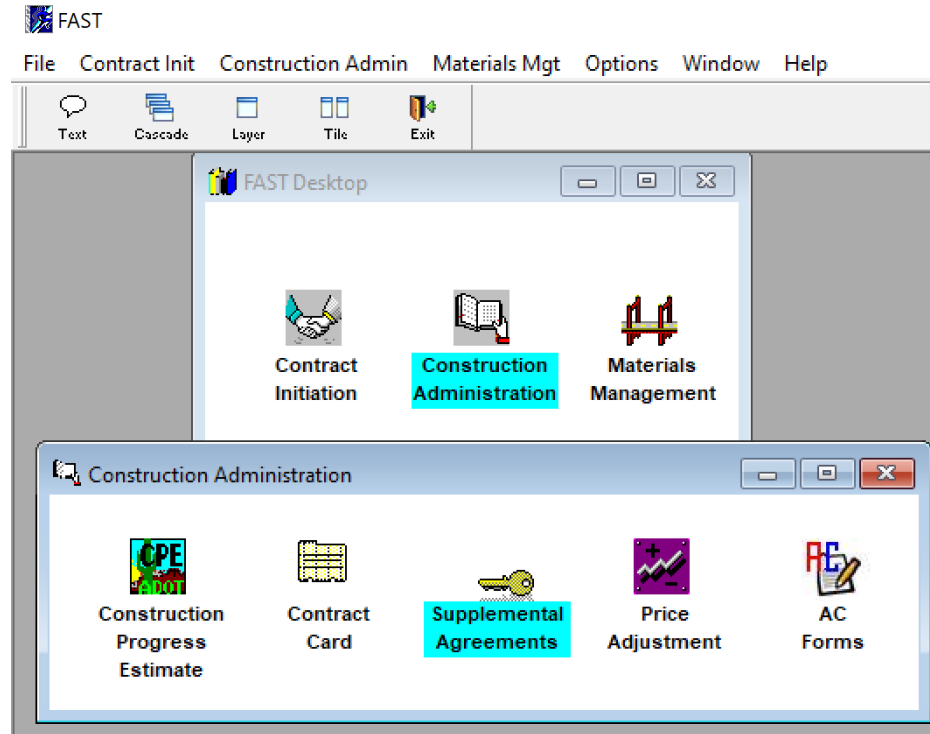 FAST
File Contract Init Construction Admin Materials Mgt Options Window Help
Text Cascade Layer Tile Exit
FAST Desktop
Contract Initiation
Construction Administration
Materials Management
Construction Administration
CPE
ADOT
Construction Progress Estimate
Contract Card
Supplemental Agreements
Price Adjustment
AC
AC Forms